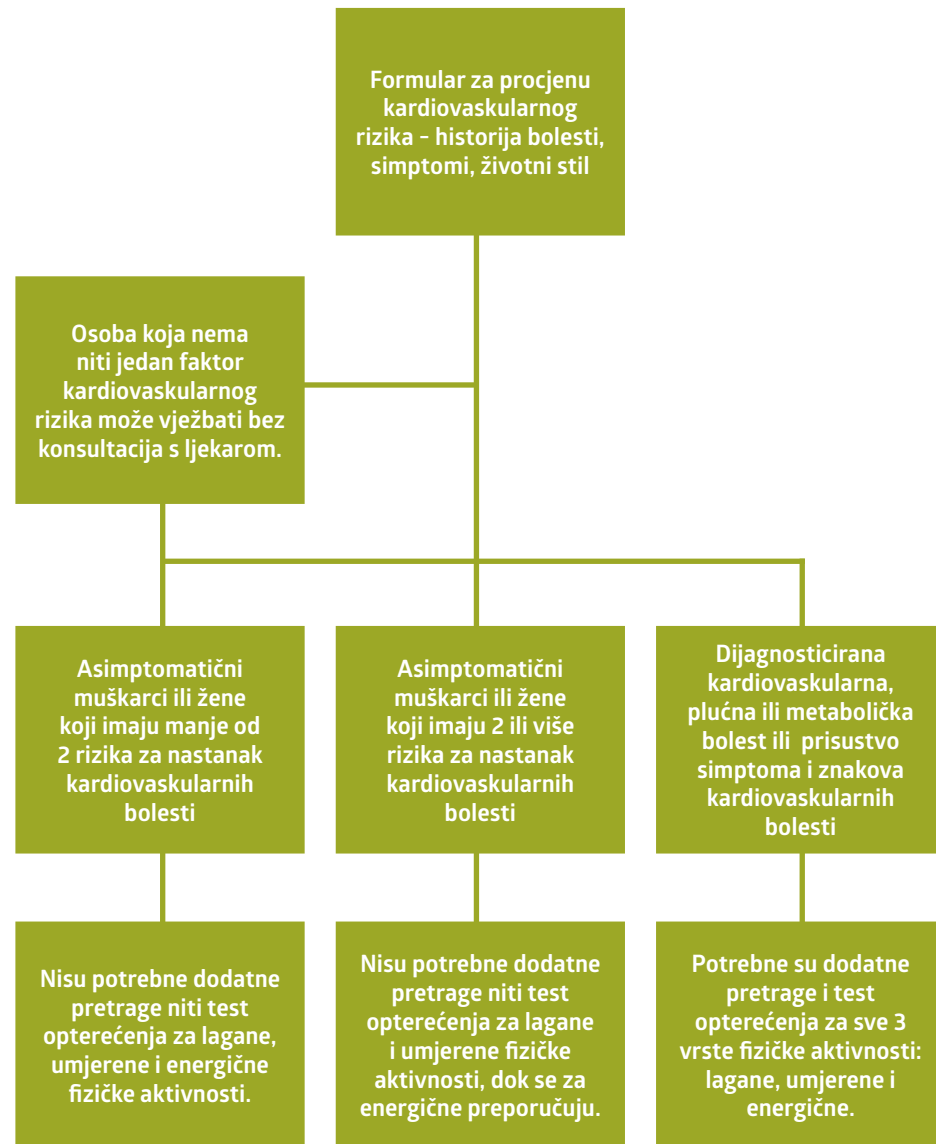 Formular za procjenu
kardiovaskularnog
rizika – historija bolesti,
simptomi, životni stil
Osoba koja nema
niti jedan faktor
kardiovaskularnog
rizika može vježbati bez
konsultacija s ljekarom.
Asimptomatični
muškarci ili žene
koji imaju manje od
2 rizika za nastanak
kardiovaskularnih
bolesti
Asimptomatični
muškarci ili žene
koji imaju 2 ili više
rizika za nastanak
kardiovaskularnih
bolesti
Dijagnosticirana
kardiovaskularna,
plućna ili metabolička
bolest ili prisustvo
simptoma i znakova
kardiovaskularnih
bolesti
Nisu potrebne dodatne
pretrage niti test
opterećenja za lagane,
umjerene i energične
fizičke aktivnosti.
Nisu potrebne dodatne
pretrage niti test
opterećenja za lagane
i umjerene fizičke
aktivnosti, dok se za
energične preporučuju.
Potrebne su dodatne
pretrage i test
opterećenja za sve 3
vrste fizičke aktivnosti:
lagane, umjerene i
energične.